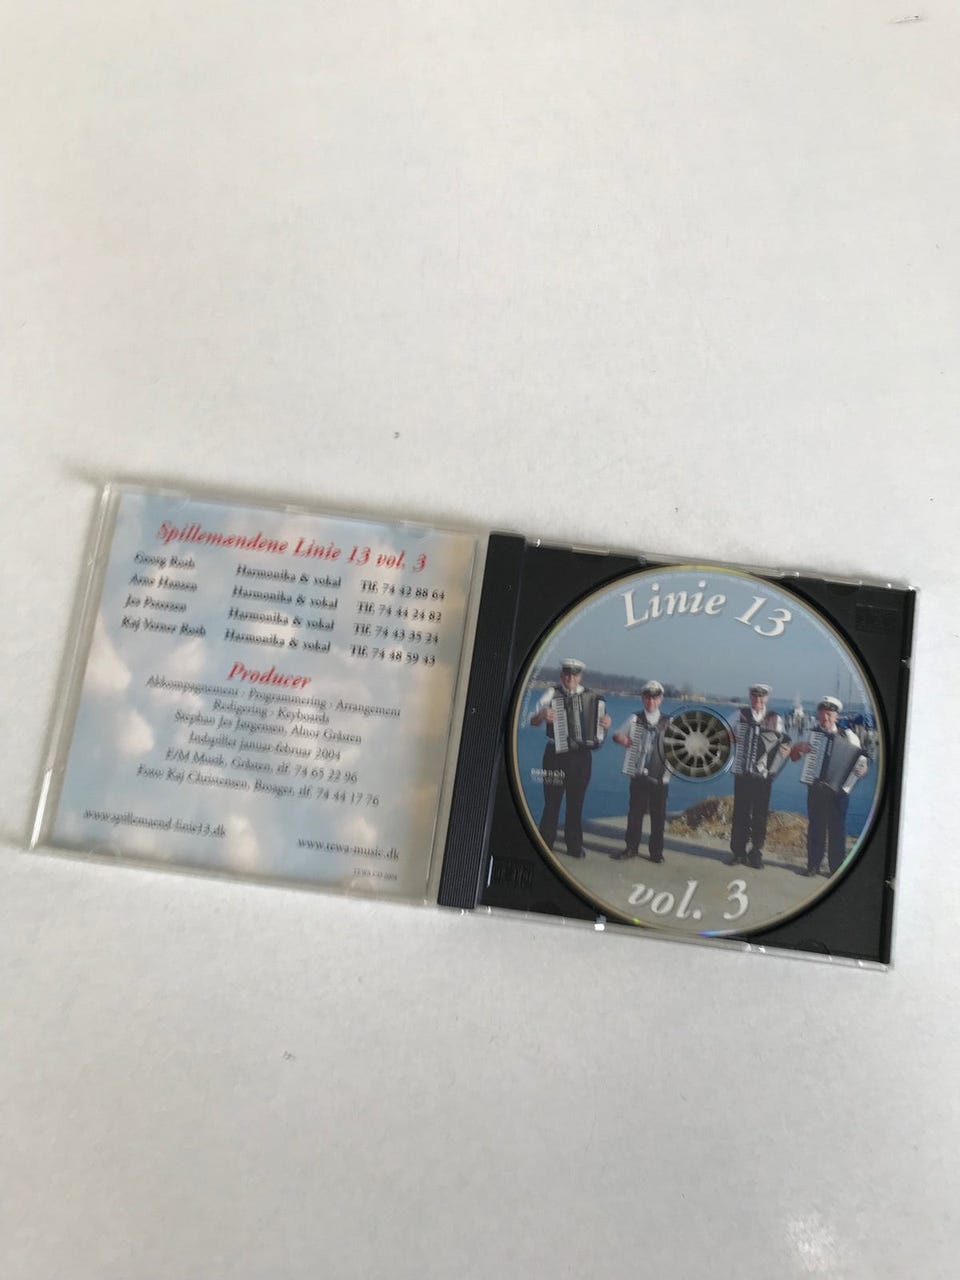 Spillemændene Linie 13 vol. 3
Georg Roth Harmonika & vokal Tlf. 74 42 88 64
Arne Hansen Harmonika & vokal Tlf. 74 44 24 82
Jes Petersen Harmonika & vokal Tlf. 74 43 35 24
Kaj Verner Roth Harmonika & vokal Tlf. 74 48 59 43
Producer
Akkompagnement · Programmering · Arrangement
Redigering · Keyboards
Stephan Jes Jørgensen, Alnor Gråsten
Indspillet januar-februar 2004
E/M Musik, Gråsten, tlf. 74 65 22 96
Foto: Kaj Christensen, Broager, tlf. 74 44 17 76
www.spillemaend-linie13.dk
www.tewa-music.dk
Linie 13
vol. 3